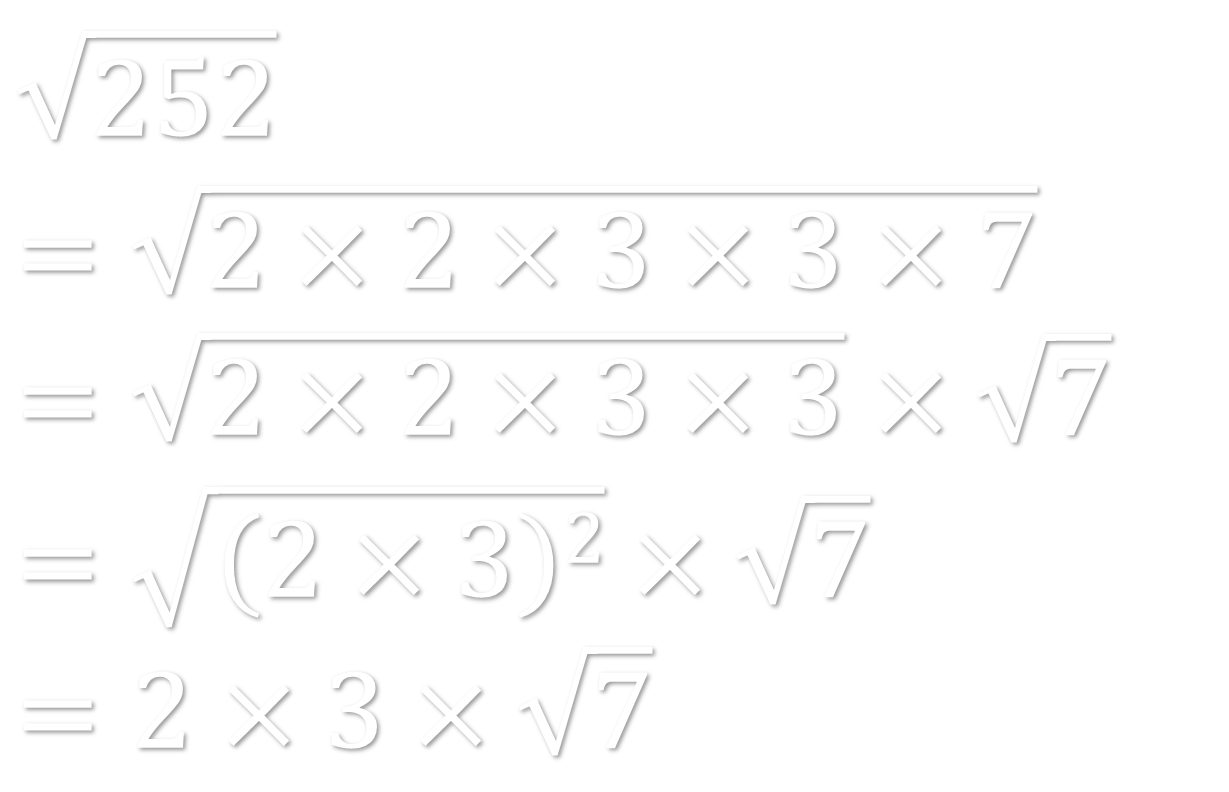 √252
= √2 × 2 × 3 × 3 × 7
= √2 × 2 × 3 × 3 × √7
= √(2 × 3)² × √7
= 2 × 3 × √7